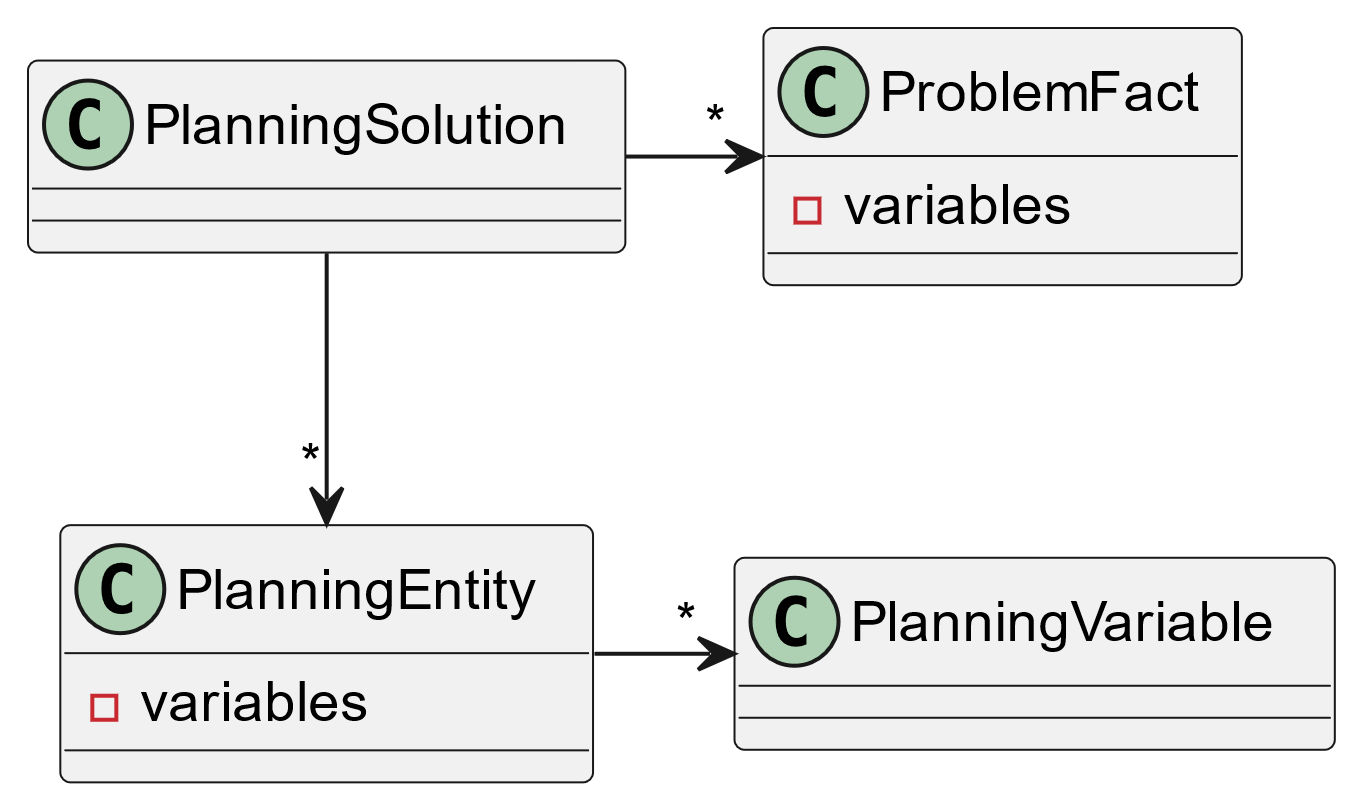 C PlanningSolution
*
C ProblemFact
variables
*
C PlanningEntity
variables
*
C PlanningVariable